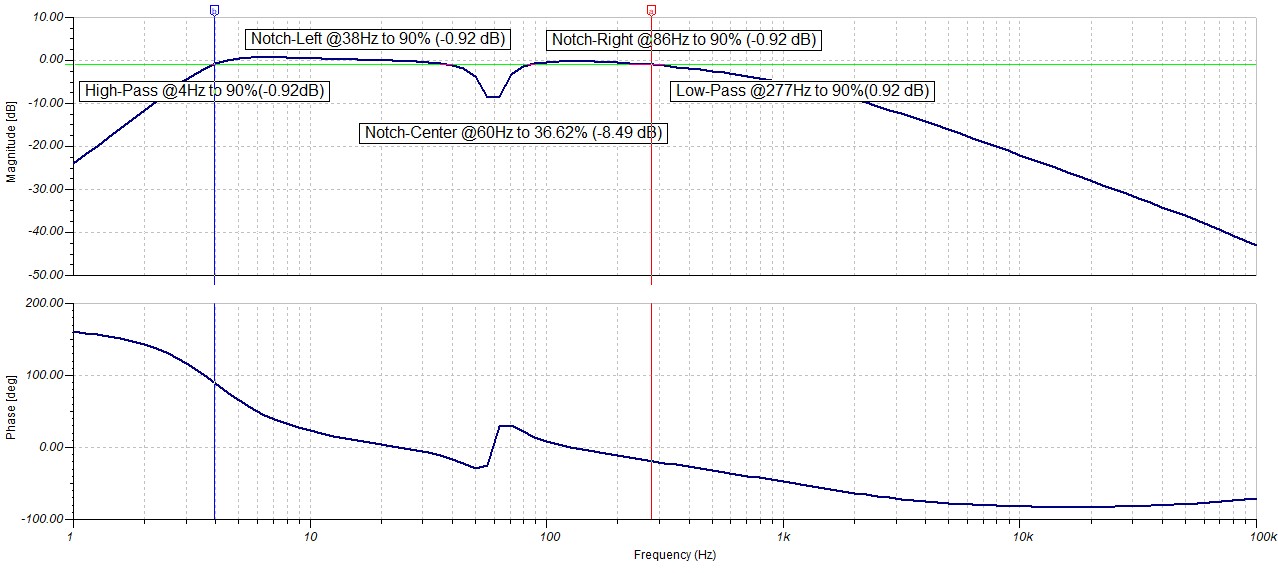 b
a
10.00
Notch-Left @38Hz to 90% (-0.92 dB)
Notch-Right @86Hz to 90% (-0.92 dB)
0.00
High-Pass @4Hz to 90%(-0.92dB)
Low-Pass @277Hz to 90%(0.92 dB)
-10.00
Notch-Center @60Hz to 36.62% (-8.49 dB)
Magnitude [dB]
-20.00
-30.00
-40.00
-50.00
200.00
100.00
Phase [deg]
0.00
-100.00
1
10
100
1k
10k
100k
Frequency (Hz)